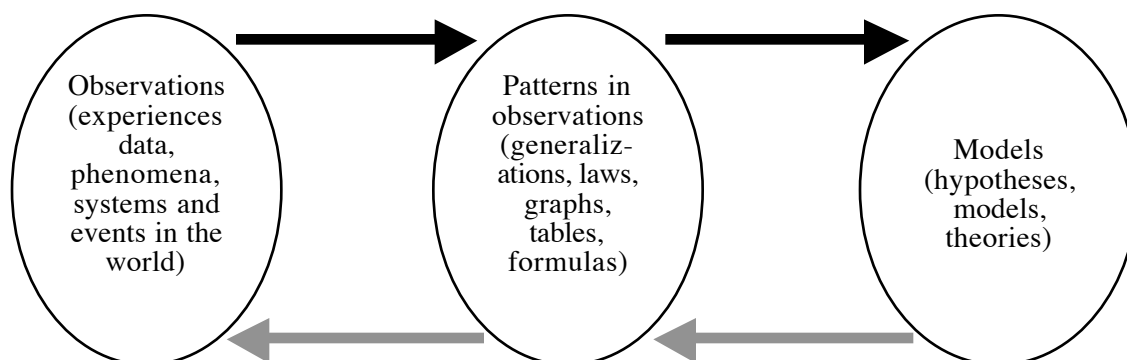 Observations
(experiences
data,
phenomena,
systems and
events in the
world)
Patterns in
observations
(generaliz-
ations, laws,
graphs,
tables,
formulas)
Models
(hypotheses,
models,
theories)